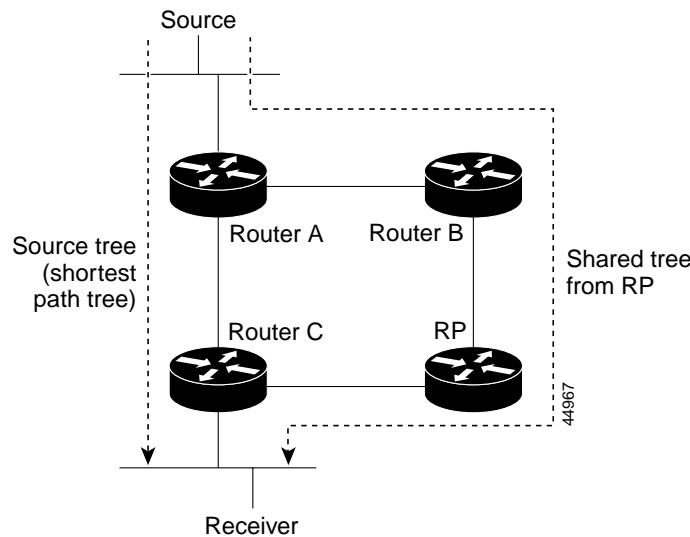 Source
Router A
Router B
Source tree
(shortest
path tree)
Shared tree
from RP
Router C
RP
44967
Receiver